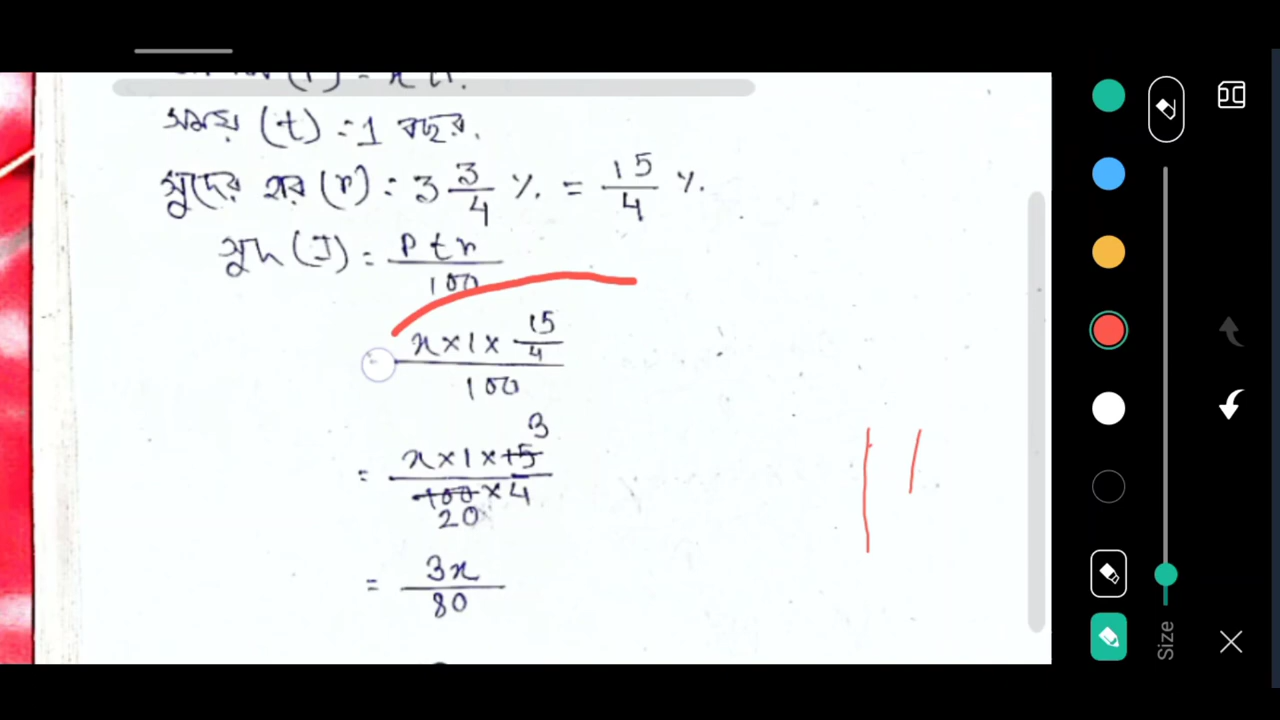 সময় (t) = 1 বছর.
সুদের হার (r) = 3 3/4 %. = 15/4 %.
সুদ (I) = Ptr/100
= x×1×15/4 / 100
3
= x×1×15 / 100×4
20
= 3x/80
Size